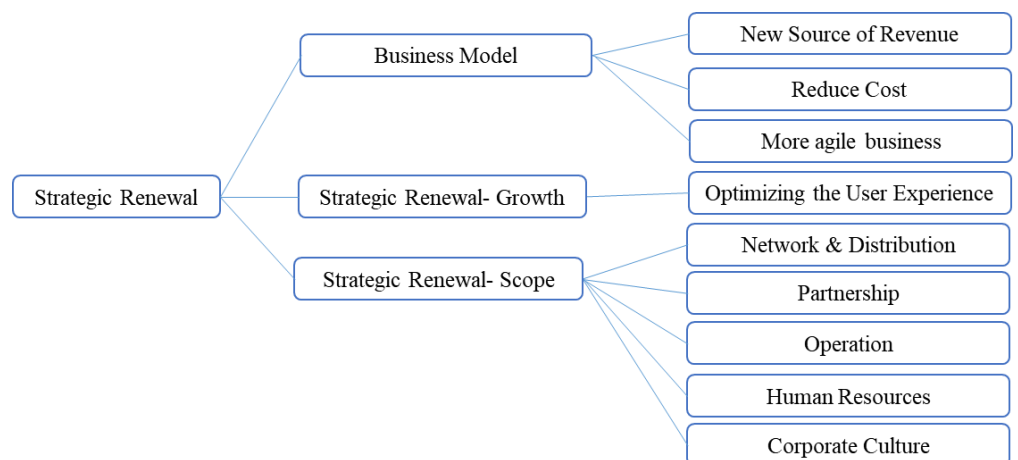 New Source of Revenue
Business Model
Reduce Cost
More agile business
Strategic Renewal
Strategic Renewal- Growth
Optimizing the User Experience
Network & Distribution
Strategic Renewal- Scope
Partnership
Operation
Human Resources
Corporate Culture